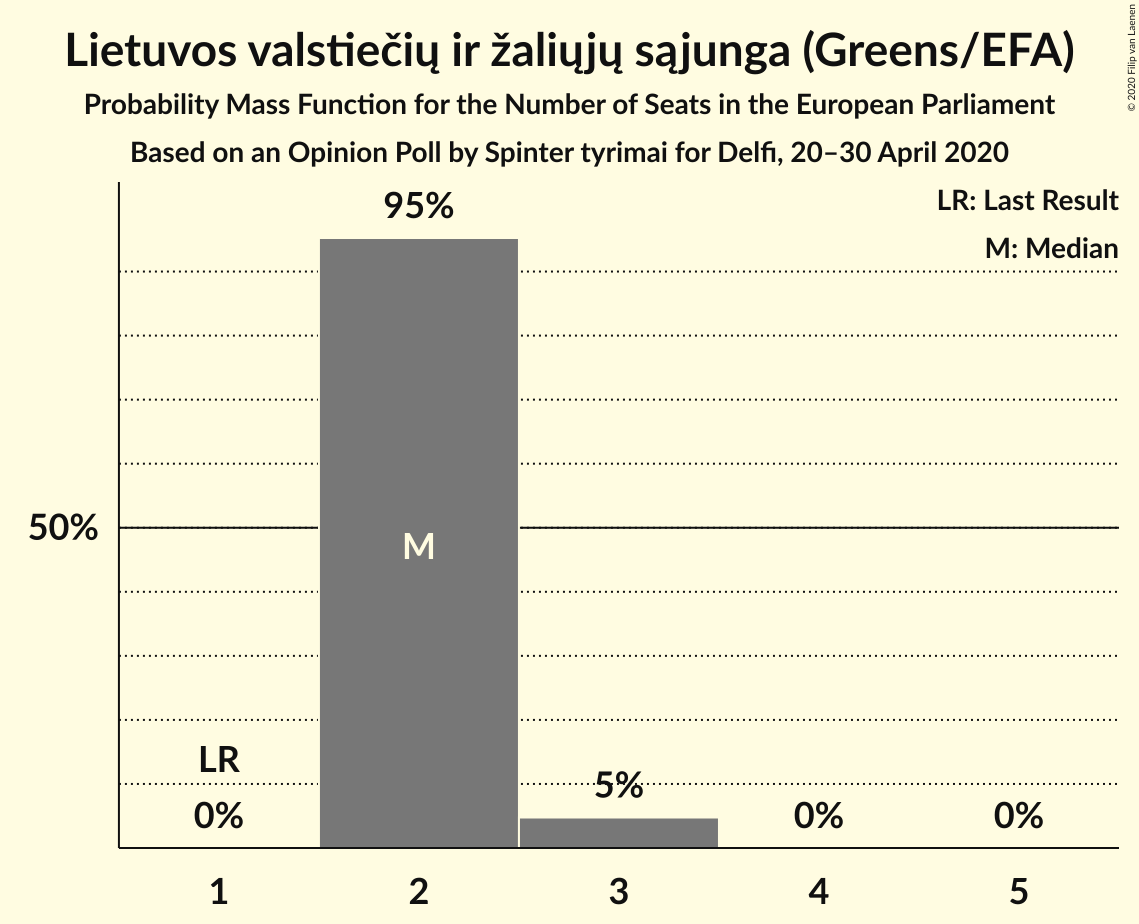 Lietuvos valstiečių ir žaliųjų sąjunga (Greens/EFA)
Probability Mass Function for the Number of Seats in the European Parliament
Based on an Opinion Poll by Spinter tyrimai for Delfi, 20–30 April 2020
© 2020 Filip van Laenen
LR: Last Result
M: Median
95%
50%
M
LR
0%
5%
0%
0%
1 2 3 4 5